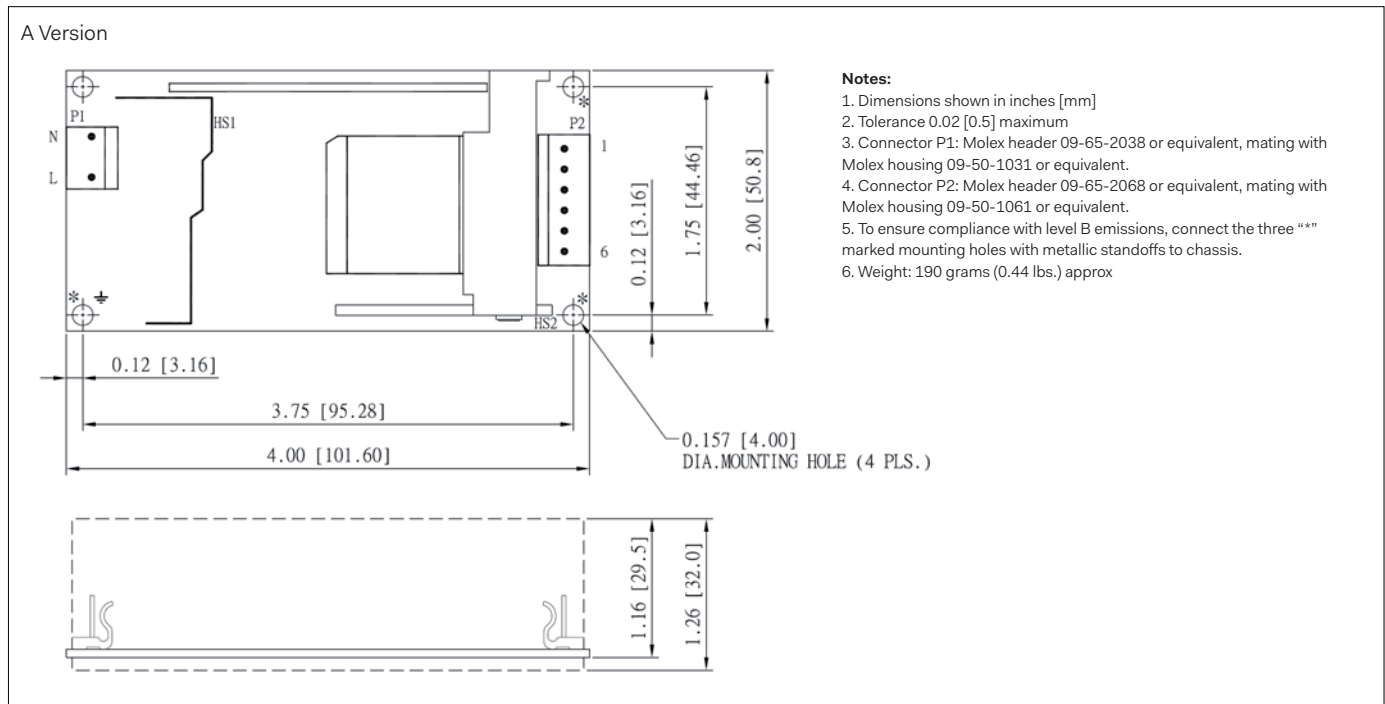 A Version
Notes:
1. Dimensions shown in inches [mm]
2. Tolerance 0.02 [0.5] maximum
3. Connector P1: Molex header 09-65-2038 or equivalent, mating with
Molex housing 09-50-1031 or equivalent.
4. Connector P2: Molex header 09-65-2068 or equivalent, mating with
Molex housing 09-50-1061 or equivalent.
5. To ensure compliance with level B emissions, connect the three “*”
marked mounting holes with metallic standoffs to chassis.
6. Weight: 190 grams (0.44 lbs.) approx
*
P1
HS1
P2
N
1
L
6
0.12 [3.16]
1.75 [44.46]
2.00 [50.8]
*
*
HS2
0.12 [3.16]
3.75 [95.28]
4.00 [101.60]
0.157 [4.00]
DIA.MOUNTING HOLE (4 PLS.)
1.16 [29.5]
1.26 [32.0]